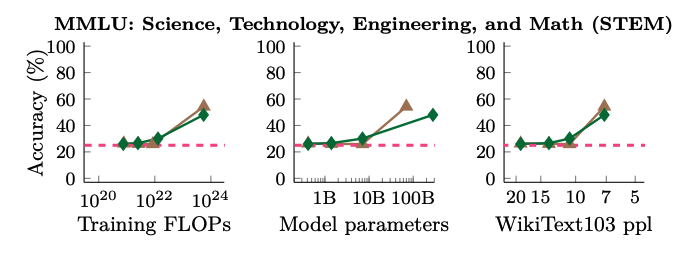 MMLU: Science, Technology, Engineering, and Math (STEM)
Accuracy (%)
100 80 60 40 20 0
10^20 10^22 10^24
Training FLOPs
100 80 60 40 20 0
1B 10B 100B
Model parameters
100 80 60 40 20 0
20 15 10 7 5
WikiText103 ppl